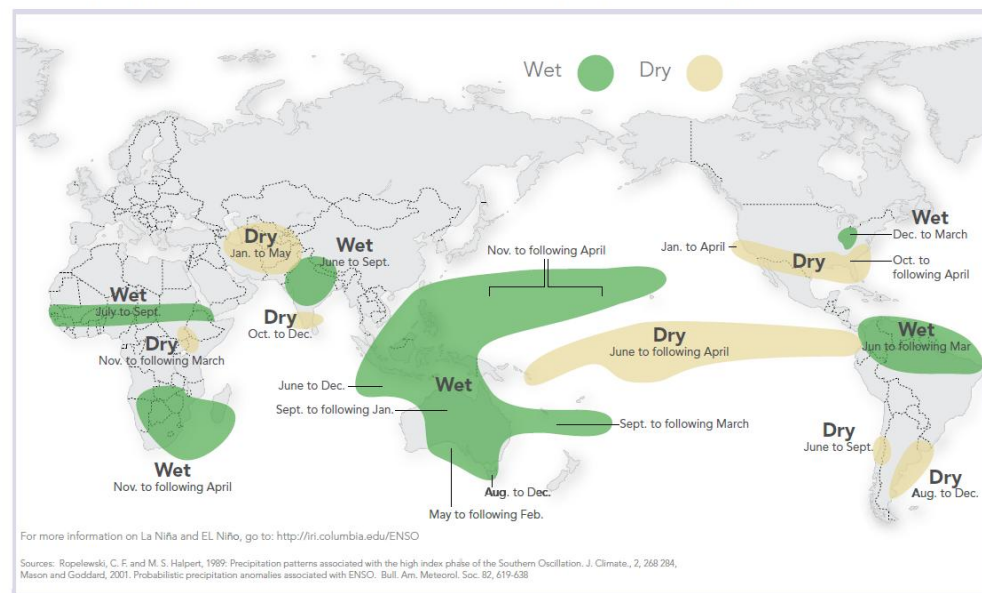 Wet
Dry
Wet
Dec. to March
Dry
Jan. to May
Wet
June to Sept.
Nov. to following April
Jan. to April
Dry
Oct. to
following April
Wet
July to Sept.
Dry
Oct. to Dec.
Dry
June to following April
Wet
Jun to following Mar
Dry
Nov. to following March
June to Dec.
Wet
Sept. to following Jan.
Sept. to following March
Dry
June to Sept.
Wet
Nov. to following April
Dry
Aug. to Dec.
Aug. to Dec.
May to following Feb.
For more information on La Niña and EL Niño, go to: http://iri.columbia.edu/ENSO
Sources: Ropelewski, C. F. and M. S. Halpert, 1989: Precipitation patterns associated with the high index phase of the Southern Oscillation. J. Climate., 2, 268 284,
Mason and Goddard, 2001. Probabilistic precipitation anomalies associated with ENSO. Bull. Am. Meteorol. Soc. 82, 619-638